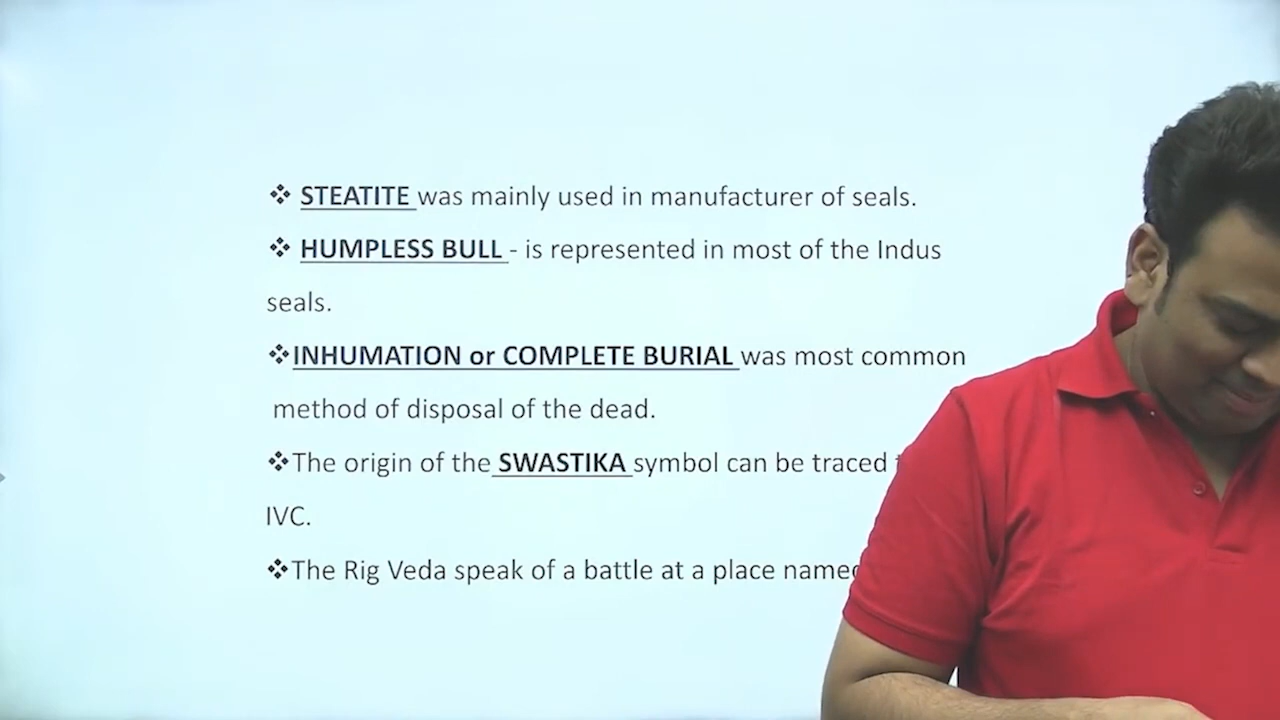 ❖ STEATITE was mainly used in manufacturer of seals.
❖ HUMPLESS BULL - is represented in most of the Indus
seals.
❖INHUMATION or COMPLETE BURIAL was most common
method of disposal of the dead.
❖The origin of the SWASTIKA symbol can be traced
IVC.
❖The Rig Veda speak of a battle at a place named